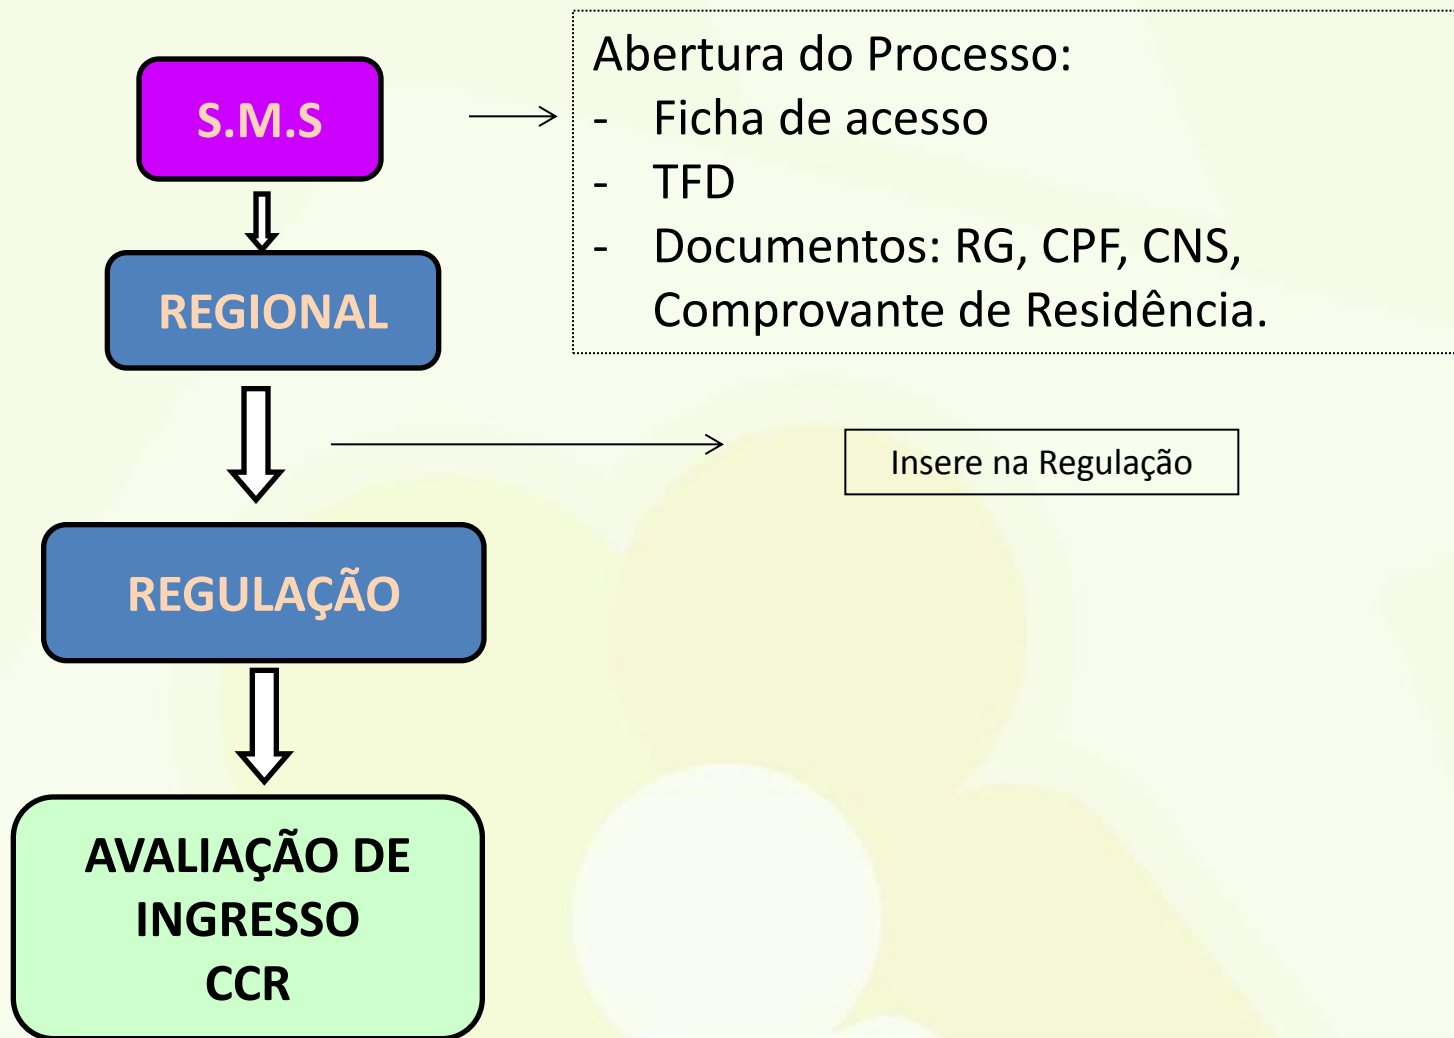 S.M.S
Abertura do Processo:
- Ficha de acesso
- TFD
- Documentos: RG, CPF, CNS,
Comprovante de Residência.
REGIONAL
Insere na Regulação
REGULAÇÃO
AVALIAÇÃO DE
INGRESSO
CCR